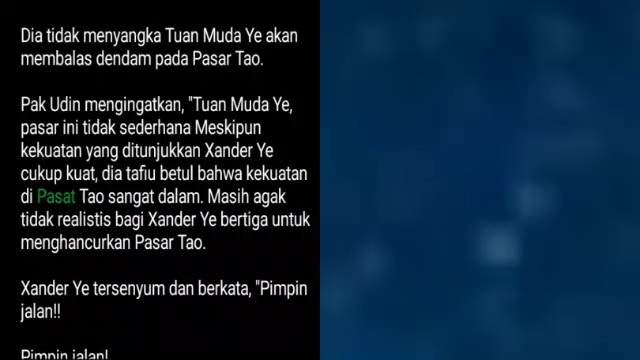 Dia tidak menyangka Tuan Muda Ye akan
membalas dendam pada Pasar Tao.
Pak Udin mengingatkan, "Tuan Muda Ye,
pasar ini tidak sederhana Meskipun
kekuatan yang ditunjukkan Xander Ye
cukup kuat, dia tafiu betul bahwa kekuatan
di Pasat Tao sangat dalam. Masih agak
tidak realistis bagi Xander Ye bertiga untuk
menghancurkan Pasar Tao.
Xander Ye tersenyum dan berkata, "Pimpin
jalan!!
Pimpin jalan!